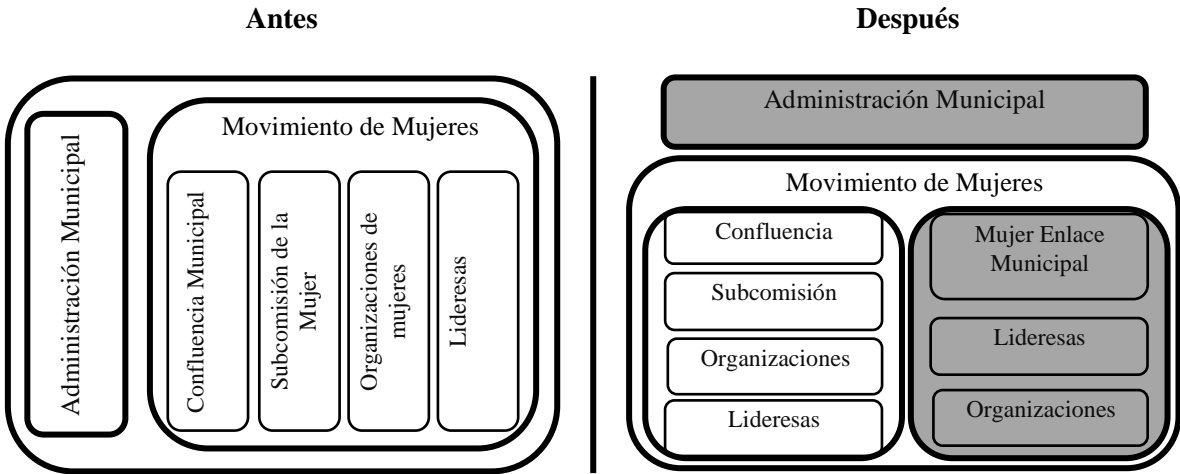 Antes
Administración Municipal
Movimiento de Mujeres
Confluencia Municipal
Subcomisión de la
Mujer
Organizaciones de
mujeres
Lideresas
Después
Administración Municipal
Movimiento de Mujeres
Confluencia
Subcomisión
Organizaciones
Lideresas
Mujer Enlace
Municipal
Lideresas
Organizaciones